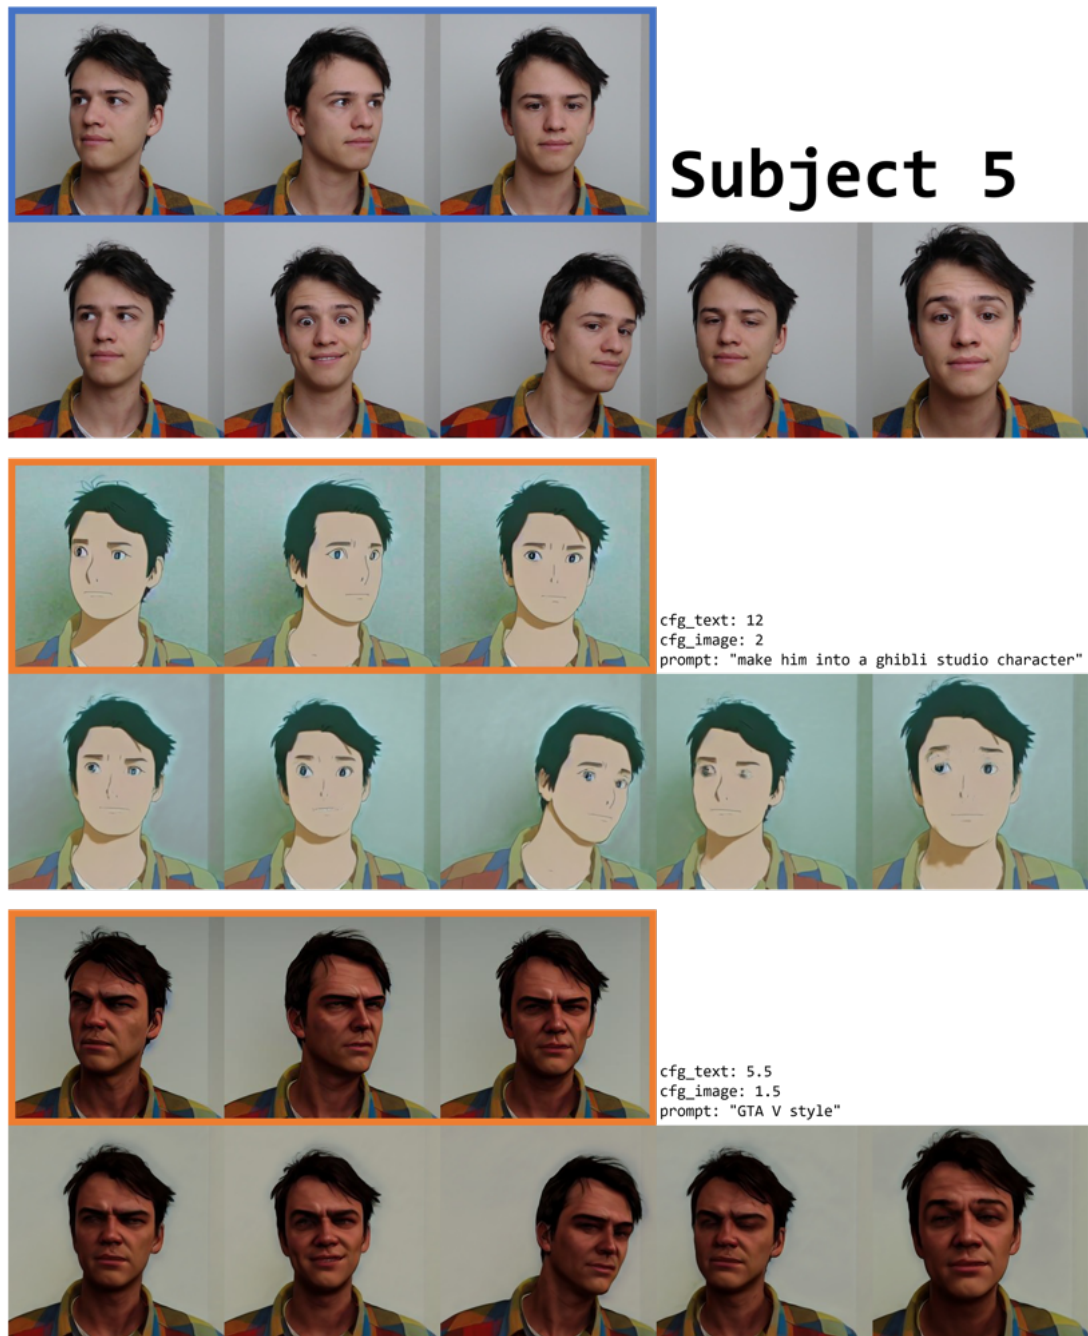 Subject 5
cfg_text: 12
cfg_image: 2
prompt: "make him into a ghibli studio character"
cfg_text: 5.5
cfg_image: 1.5
prompt: "GTA V style"